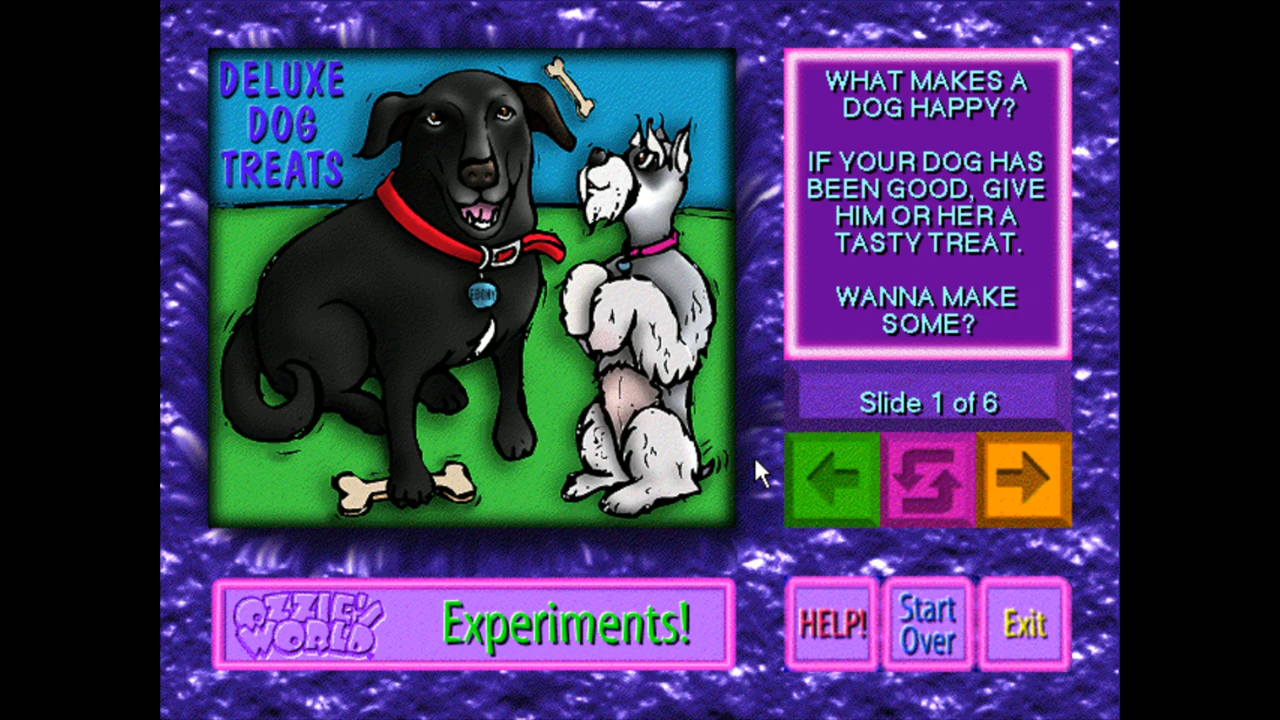 DELUXE
DOG
TREATS
EBONY
WHAT MAKES A
DOG HAPPY?
IF YOUR DOG HAS
BEEN GOOD, GIVE
HIM OR HER A
TASTY TREAT.
WANNA MAKE
SOME?
Slide 1 of 6
OZZIE'S
WORLD
Experiments!
HELP!
Start
Over
Exit